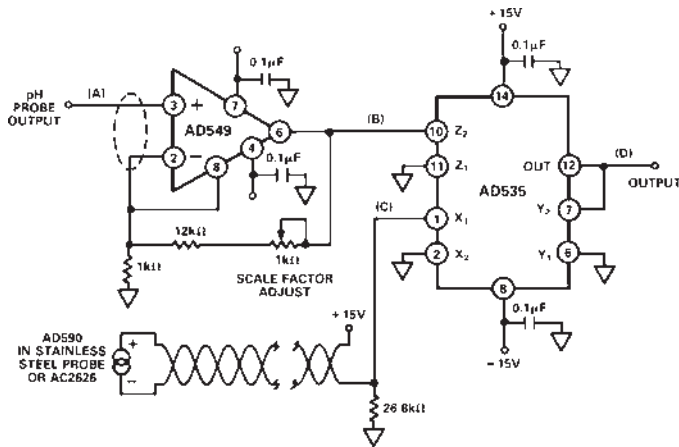 + 15V
0.1µF
0.1µF
(A)
pH
PROBE
OUTPUT
3
+
7
AD549
6
(B)
14
10
Z₂
2
−
8
4
0.1µF
11
Z₁
OUT
12
(D)
OUTPUT
AD535
(C)
Y₂
7
1
X₁
12kΩ
1kΩ
1kΩ
SCALE FACTOR
ADJUST
2
X₂
Y₁
6
8
0.1µF
− 15V
AD590
IN STAINLESS
STEEL PROBE
OR AC2626
+
−
+ 15V
26.6kΩ